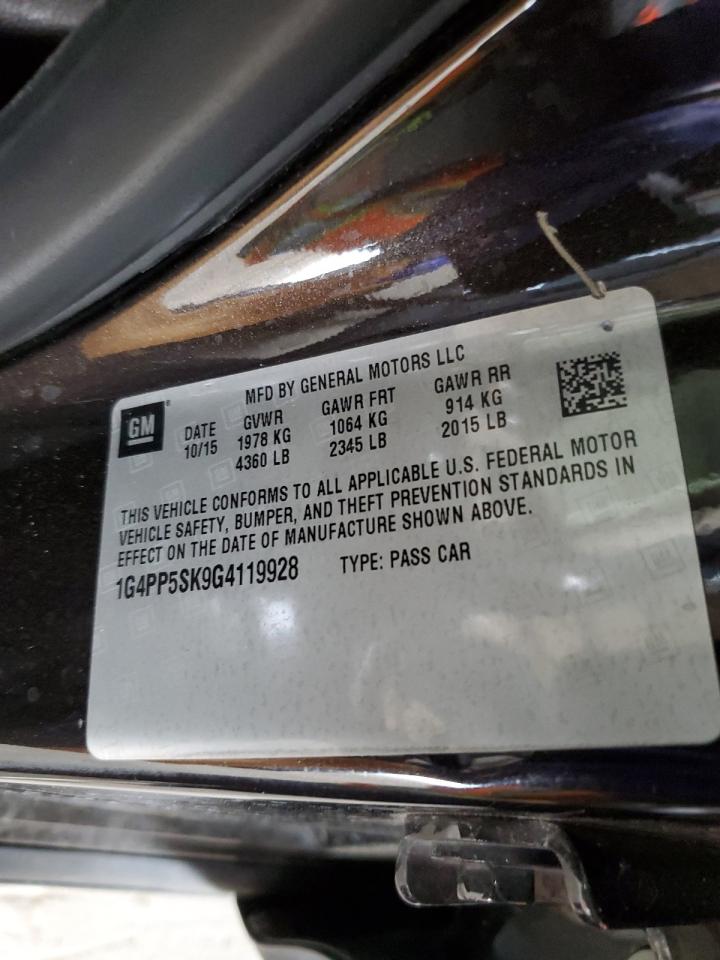 MFD BY GENERAL MOTORS LLC
GM®
DATE GVWR GAWR FRT GAWR RR
10/15 1978 KG 1064 KG 914 KG
4360 LB 2345 LB 2015 LB
THIS VEHICLE CONFORMS TO ALL APPLICABLE U.S. FEDERAL MOTOR
VEHICLE SAFETY, BUMPER, AND THEFT PREVENTION STANDARDS IN
EFFECT ON THE DATE OF MANUFACTURE SHOWN ABOVE.
1G4PP5SK9G4119928 TYPE: PASS CAR